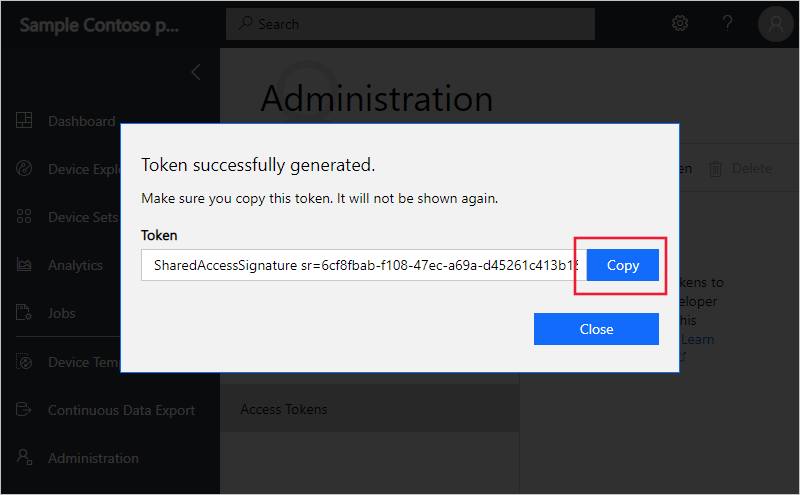 Sample Contoso p...
Search
?
Administration
Dashboard
Device Expl
Device Sets
Analytics
Jobs
Device Tem
Continuous Data Export
Administration
Token successfully generated.
Make sure you copy this token. It will not be shown again.
Token
SharedAccessSignature sr=6cf8fbab-f108-47ec-a69a-d45261c413b15
Copy
Close
en
Delete
kens to
eloper
his
Learn
Access Tokens